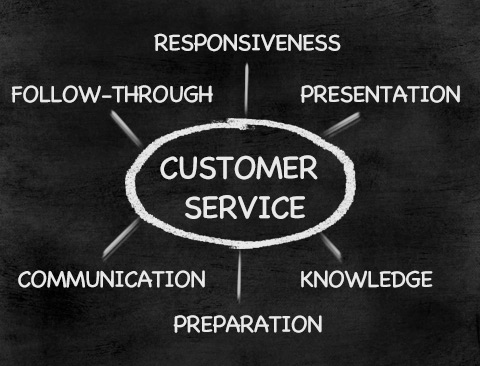 RESPONSIVENESS
FOLLOW-THROUGH
PRESENTATION
CUSTOMER
SERVICE
COMMUNICATION
KNOWLEDGE
PREPARATION